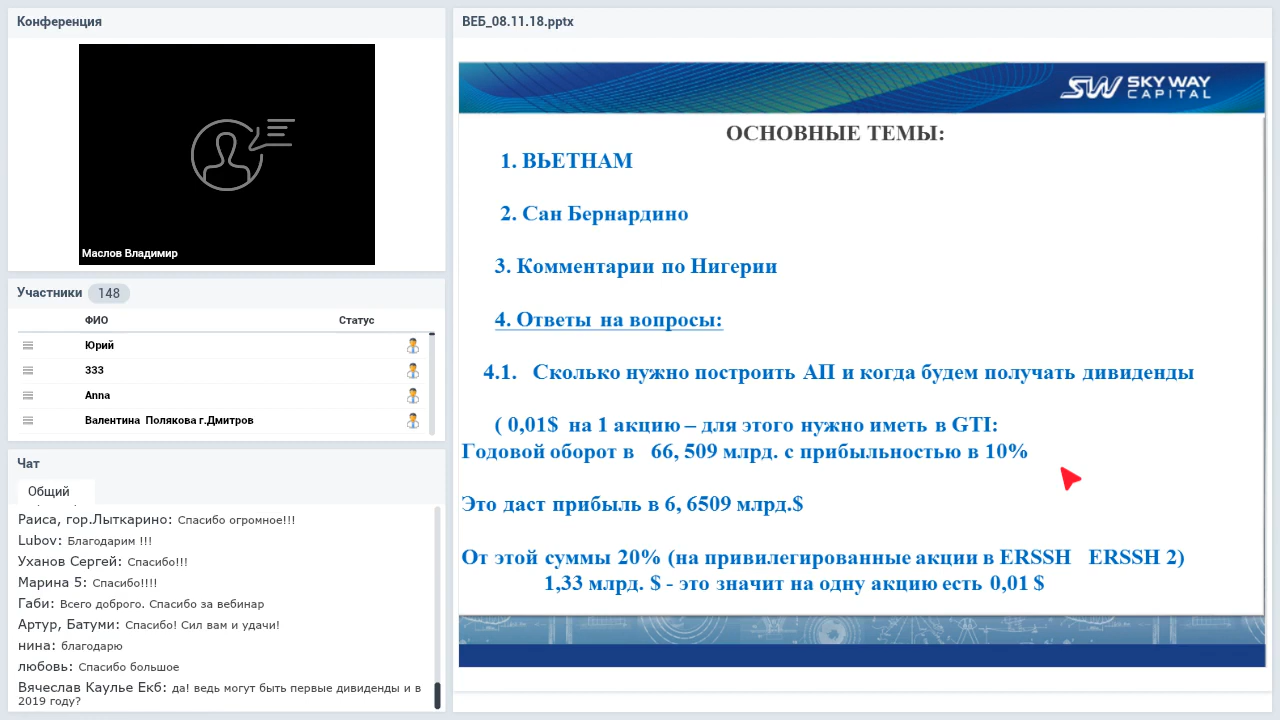 Конференция
Маслов Владимир
Участники 148
ФИО Статус
Юрий
333
Anna
Валентина Полякова г.Дмитров
Чат
Общий
Раиса, гор.Лыткарино: Спасибо огромное!!!
Lubov: Благодарим !!!
Уханов Сергей: Спасибо!!!
Марина 5: Спасибо!!!!
Габи: Всего доброго. Спасибо за вебинар
Артур, Батуми: Спасибо! Сил вам и удачи!
нина: благодарю
любовь: Спасибо большое
Вячеслав Каулье Екб: да! ведь могут быть первые дивиденды и в
2019 году?
ВЕБ_08.11.18.pptx
SW SKY WAY
CAPITAL
ОСНОВНЫЕ ТЕМЫ:
1. ВЬЕТНАМ
2. Сан Бернардино
3. Комментарии по Нигерии
4. Ответы на вопросы:
4.1. Сколько нужно построить АП и когда будем получать дивиденды
( 0,01$ на 1 акцию – для этого нужно иметь в GTI:
Годовой оборот в 66, 509 млрд. с прибыльностью в 10%
Это даст прибыль в 6, 6509 млрд.$
От этой суммы 20% (на привилегированные акции в ERSSH ERSSH 2)
1,33 млрд. $ - это значит на одну акцию есть 0,01 $